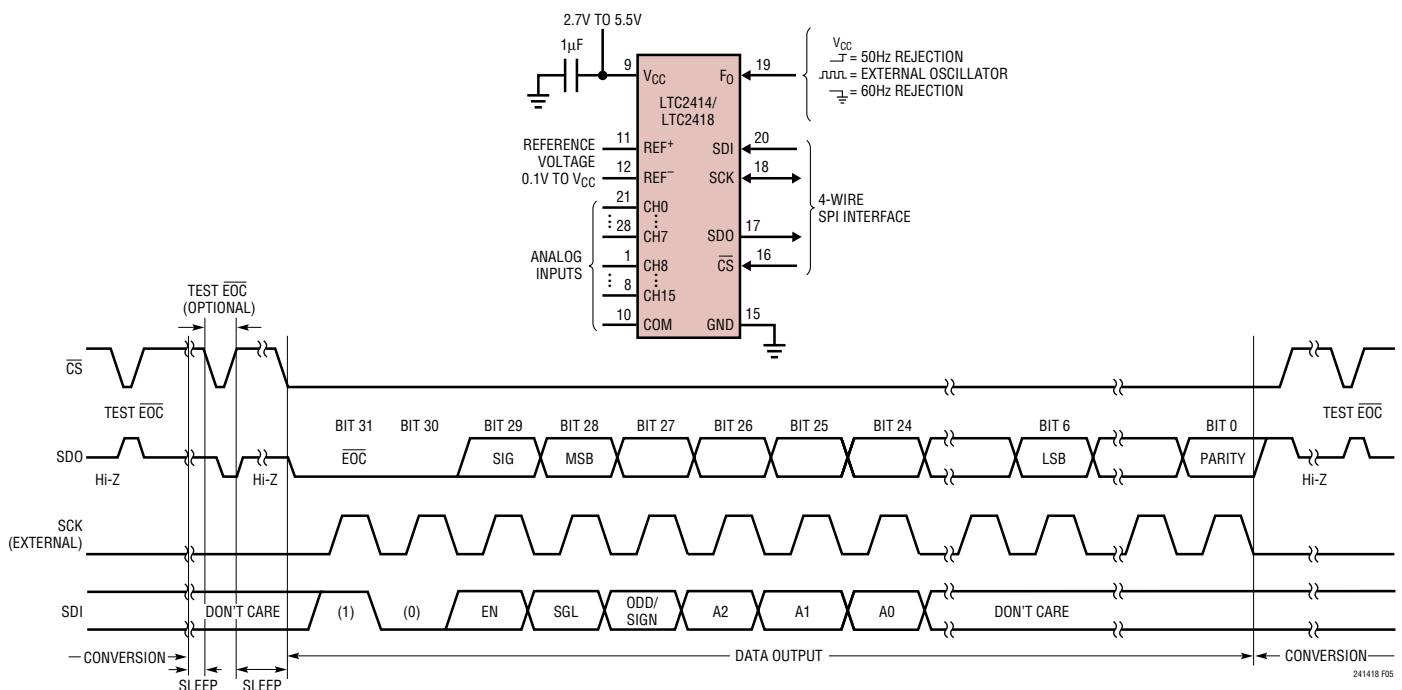 2.7V TO 5.5V
1µF
9
VCC
LTC2414/
LTC2418
FO
19
VCC
= 50Hz REJECTION
= EXTERNAL OSCILLATOR
= 60Hz REJECTION
REFERENCE
VOLTAGE
0.1V TO VCC
11
REF+
12
REF–
SDI
20
SCK
18
SDO
17
CS
16
4-WIRE
SPI INTERFACE
ANALOG
INPUTS
21
CH0
28
CH7
1
CH8
8
CH15
10
COM
GND
15
TEST EOC
(OPTIONAL)
CS
TEST EOC
BIT 31
BIT 30
BIT 29
BIT 28
BIT 27
BIT 26
BIT 25
BIT 24
BIT 6
BIT 0
TEST EOC
SDO
Hi-Z
Hi-Z
EOC
SIG
MSB
LSB
PARITY
Hi-Z
SCK
(EXTERNAL)
SDI
DON'T CARE
(1)
(0)
EN
SGL
ODD/
SIGN
A2
A1
A0
DON'T CARE
CONVERSION
DATA OUTPUT
CONVERSION
SLEEP
SLEEP
241418 F05